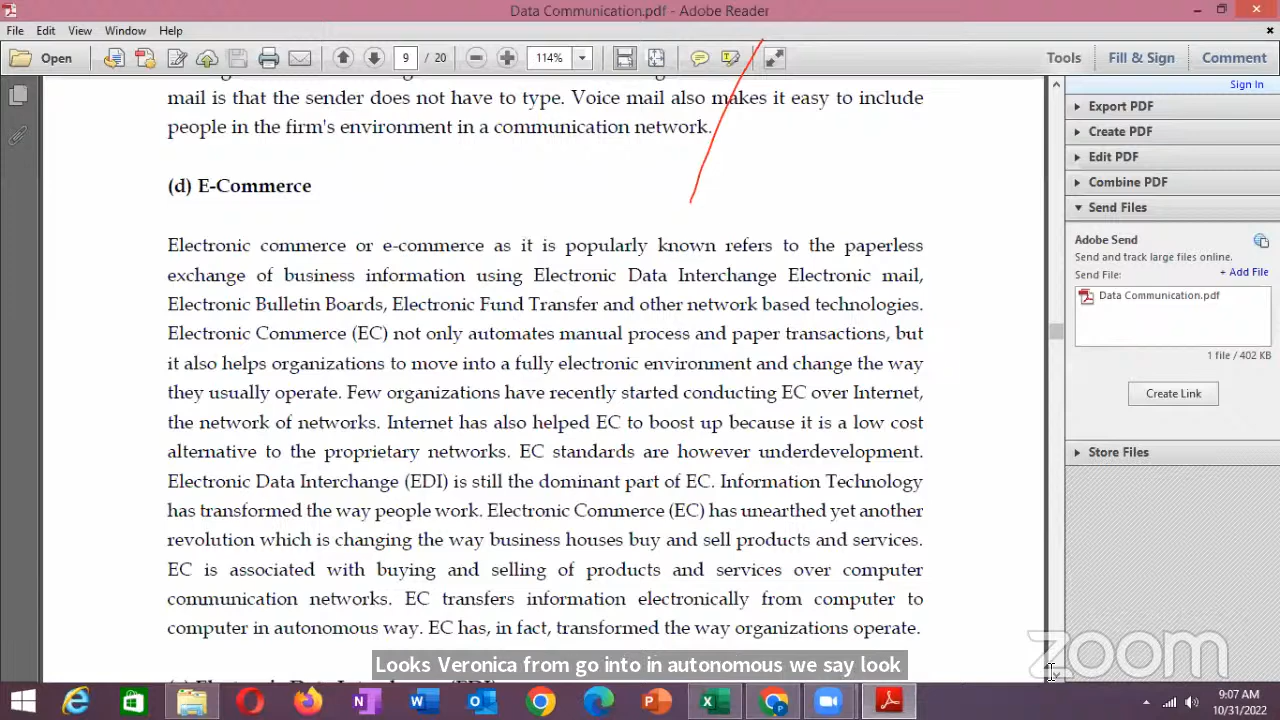 Data Communication.pdf - Adobe Reader
File Edit View Window Help
Open 9 / 20 114% Tools Fill & Sign Comment
Sign In
mail is that the sender does not have to type. Voice mail also makes it easy to include
people in the firm's environment in a communication network.
(d) E-Commerce
Electronic commerce or e-commerce as it is popularly known refers to the paperless
exchange of business information using Electronic Data Interchange Electronic mail,
Electronic Bulletin Boards, Electronic Fund Transfer and other network based technologies.
Electronic Commerce (EC) not only automates manual process and paper transactions, but
it also helps organizations to move into a fully electronic environment and change the way
they usually operate. Few organizations have recently started conducting EC over Internet,
the network of networks. Internet has also helped EC to boost up because it is a low cost
alternative to the proprietary networks. EC standards are however underdevelopment.
Electronic Data Interchange (EDI) is still the dominant part of EC. Information Technology
has transformed the way people work. Electronic Commerce (EC) has unearthed yet another
revolution which is changing the way business houses buy and sell products and services.
EC is associated with buying and selling of products and services over computer
communication networks. EC transfers information electronically from computer to
computer in autonomous way. EC has, in fact, transformed the way organizations operate.
Export PDF
Create PDF
Edit PDF
Combine PDF
Send Files
Adobe Send
Send and track large files online.
Send File:
+ Add File
Data Communication.pdf
1 file / 402 KB
Create Link
Store Files
Looks Veronica from go into in autonomous we say look
zoom
9:07 AM
10/31/2022